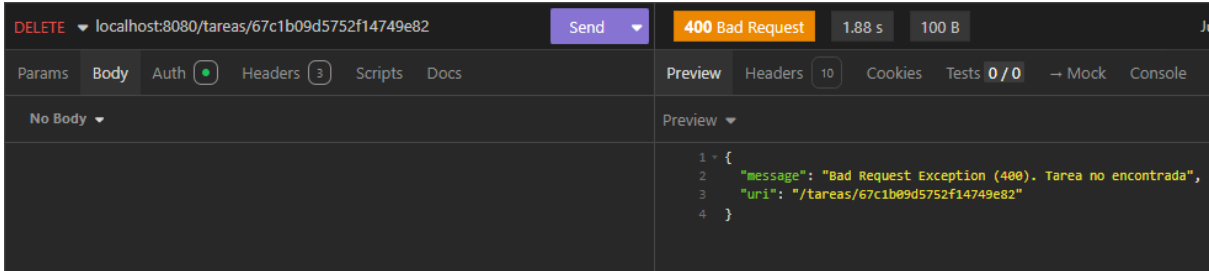 DELETE localhost:8080/tareas/67c1b09d5752f14749e82 Send
Params Body Auth Headers 3 Scripts Docs
No Body
400 Bad Request 1.88 s 100 B
Preview Headers 10 Cookies Tests 0 / 0 → Mock Console
Preview
1 {
2 "message": "Bad Request Exception (400). Tarea no encontrada",
3 "uri": "/tareas/67c1b09d5752f14749e82"
4 }